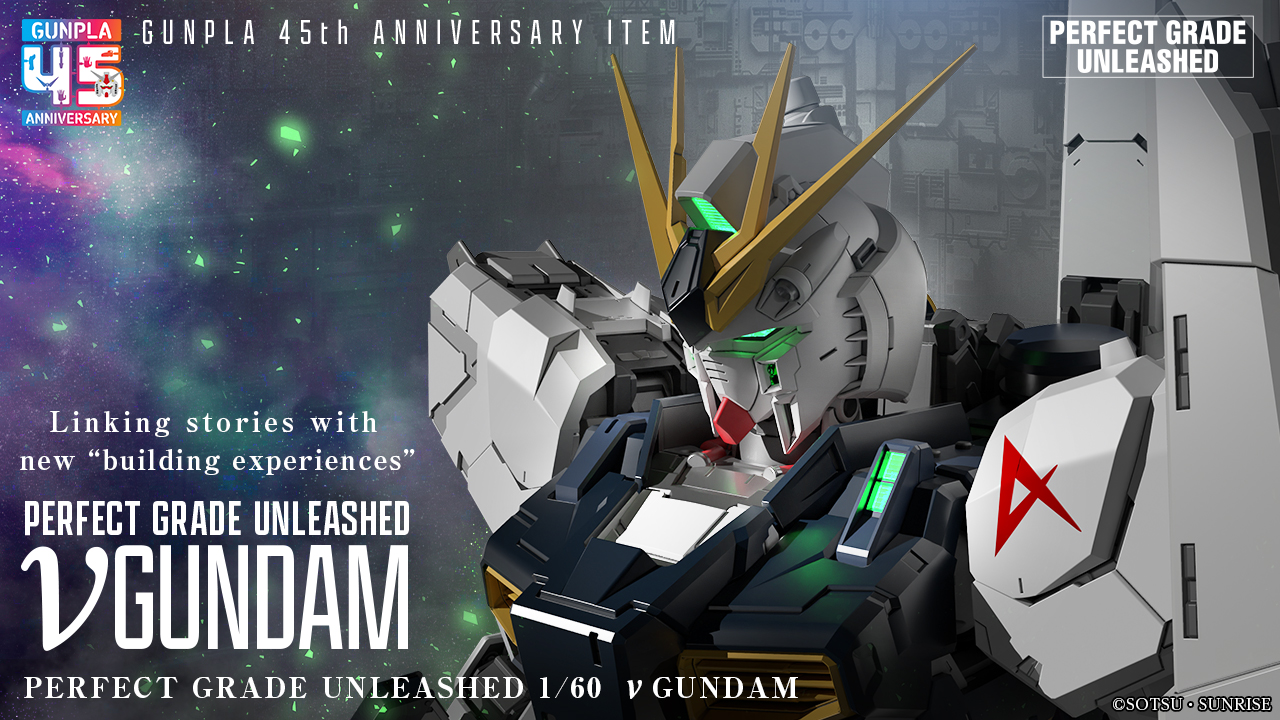 GUNPLA
45
ANNIVERSARY
GUNPLA 45th ANNIVERSARY ITEM
PERFECT GRADE
UNLEASHED
Linking stories with
new “building experiences”
PERFECT GRADE UNLEASHED
νGUNDAM
PERFECT GRADE UNLEASHED 1/60 ν GUNDAM
©SOTSU・SUNRISE